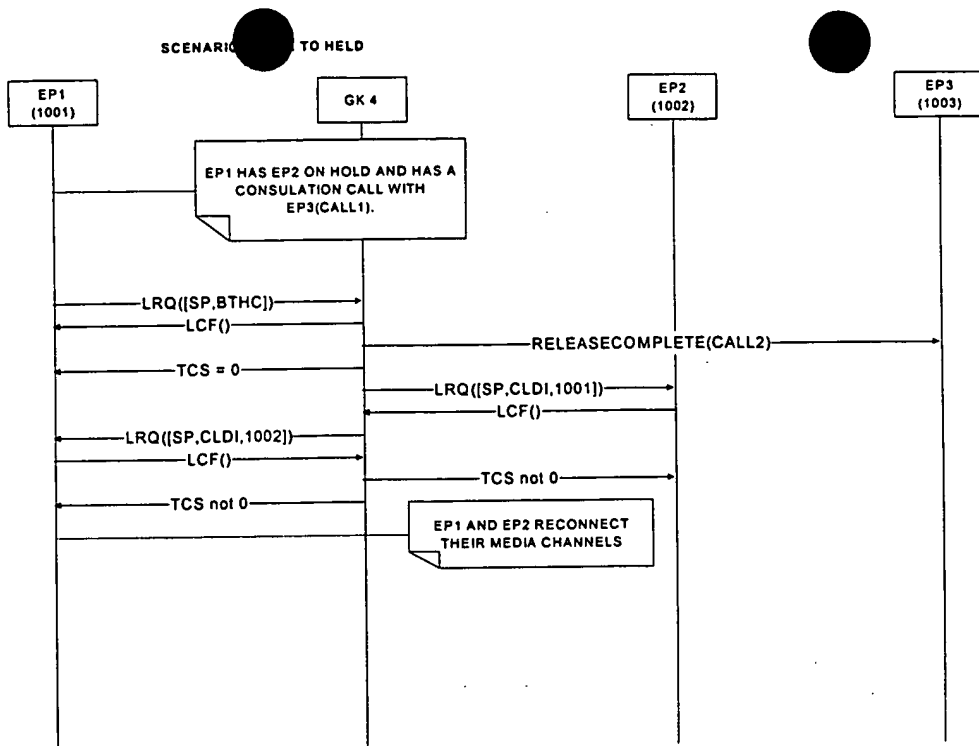 SCENARIO TO HELD
EP1
(1001)
GK 4
EP2
(1002)
EP3
(1003)
EP1 HAS EP2 ON HOLD AND HAS A
CONSULATION CALL WITH
EP3(CALL1).
LRQ([SP,BTHC])
LCF()
RELEASECOMPLETE(CALL2)
TCS = 0
LRQ([SP,CLDI,1001])
LCF()
LRQ([SP,CLDI,1002])
LCF()
TCS not 0
TCS not 0
EP1 AND EP2 RECONNECT
THEIR MEDIA CHANNELS